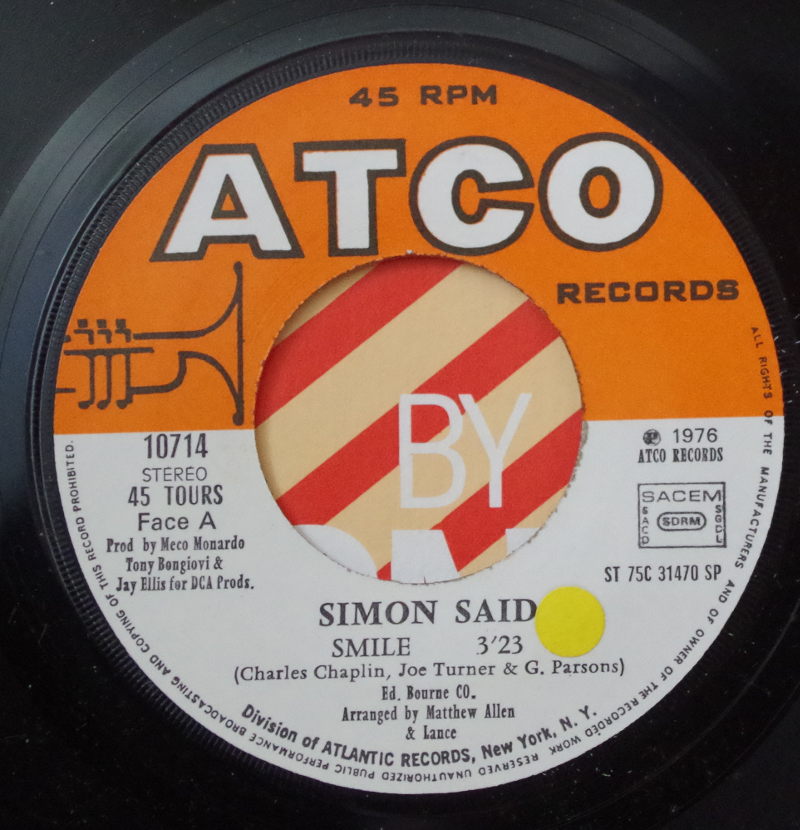 45 RPM
ATCO
RECORDS
BY
10714
STEREO
45 TOURS
Face A
Prod by Meco Monardo
Tony Bongiovi &
Jay Ellis for DCA Prods.
℗ 1976
ATCO RECORDS
SACEM
SACD
SDRM
SGDL
ST 75C 31470 SP
SIMON SAID
SMILE 3'23
(Charles Chaplin, Joe Turner & G. Parsons)
Ed. Bourne CO.
Arranged by Matthew Allen
& Lance
Division of ATLANTIC RECORDS, New York, N. Y.
ALL RIGHTS OF THE MANUFACTURERS AND OF OWNER OF THE RECORDED WORK RESERVED UNAUTHORIZED PUBLIC PERFORMANCE BROADCASTING AND COPYING OF THIS RECORD PROHIBITED.